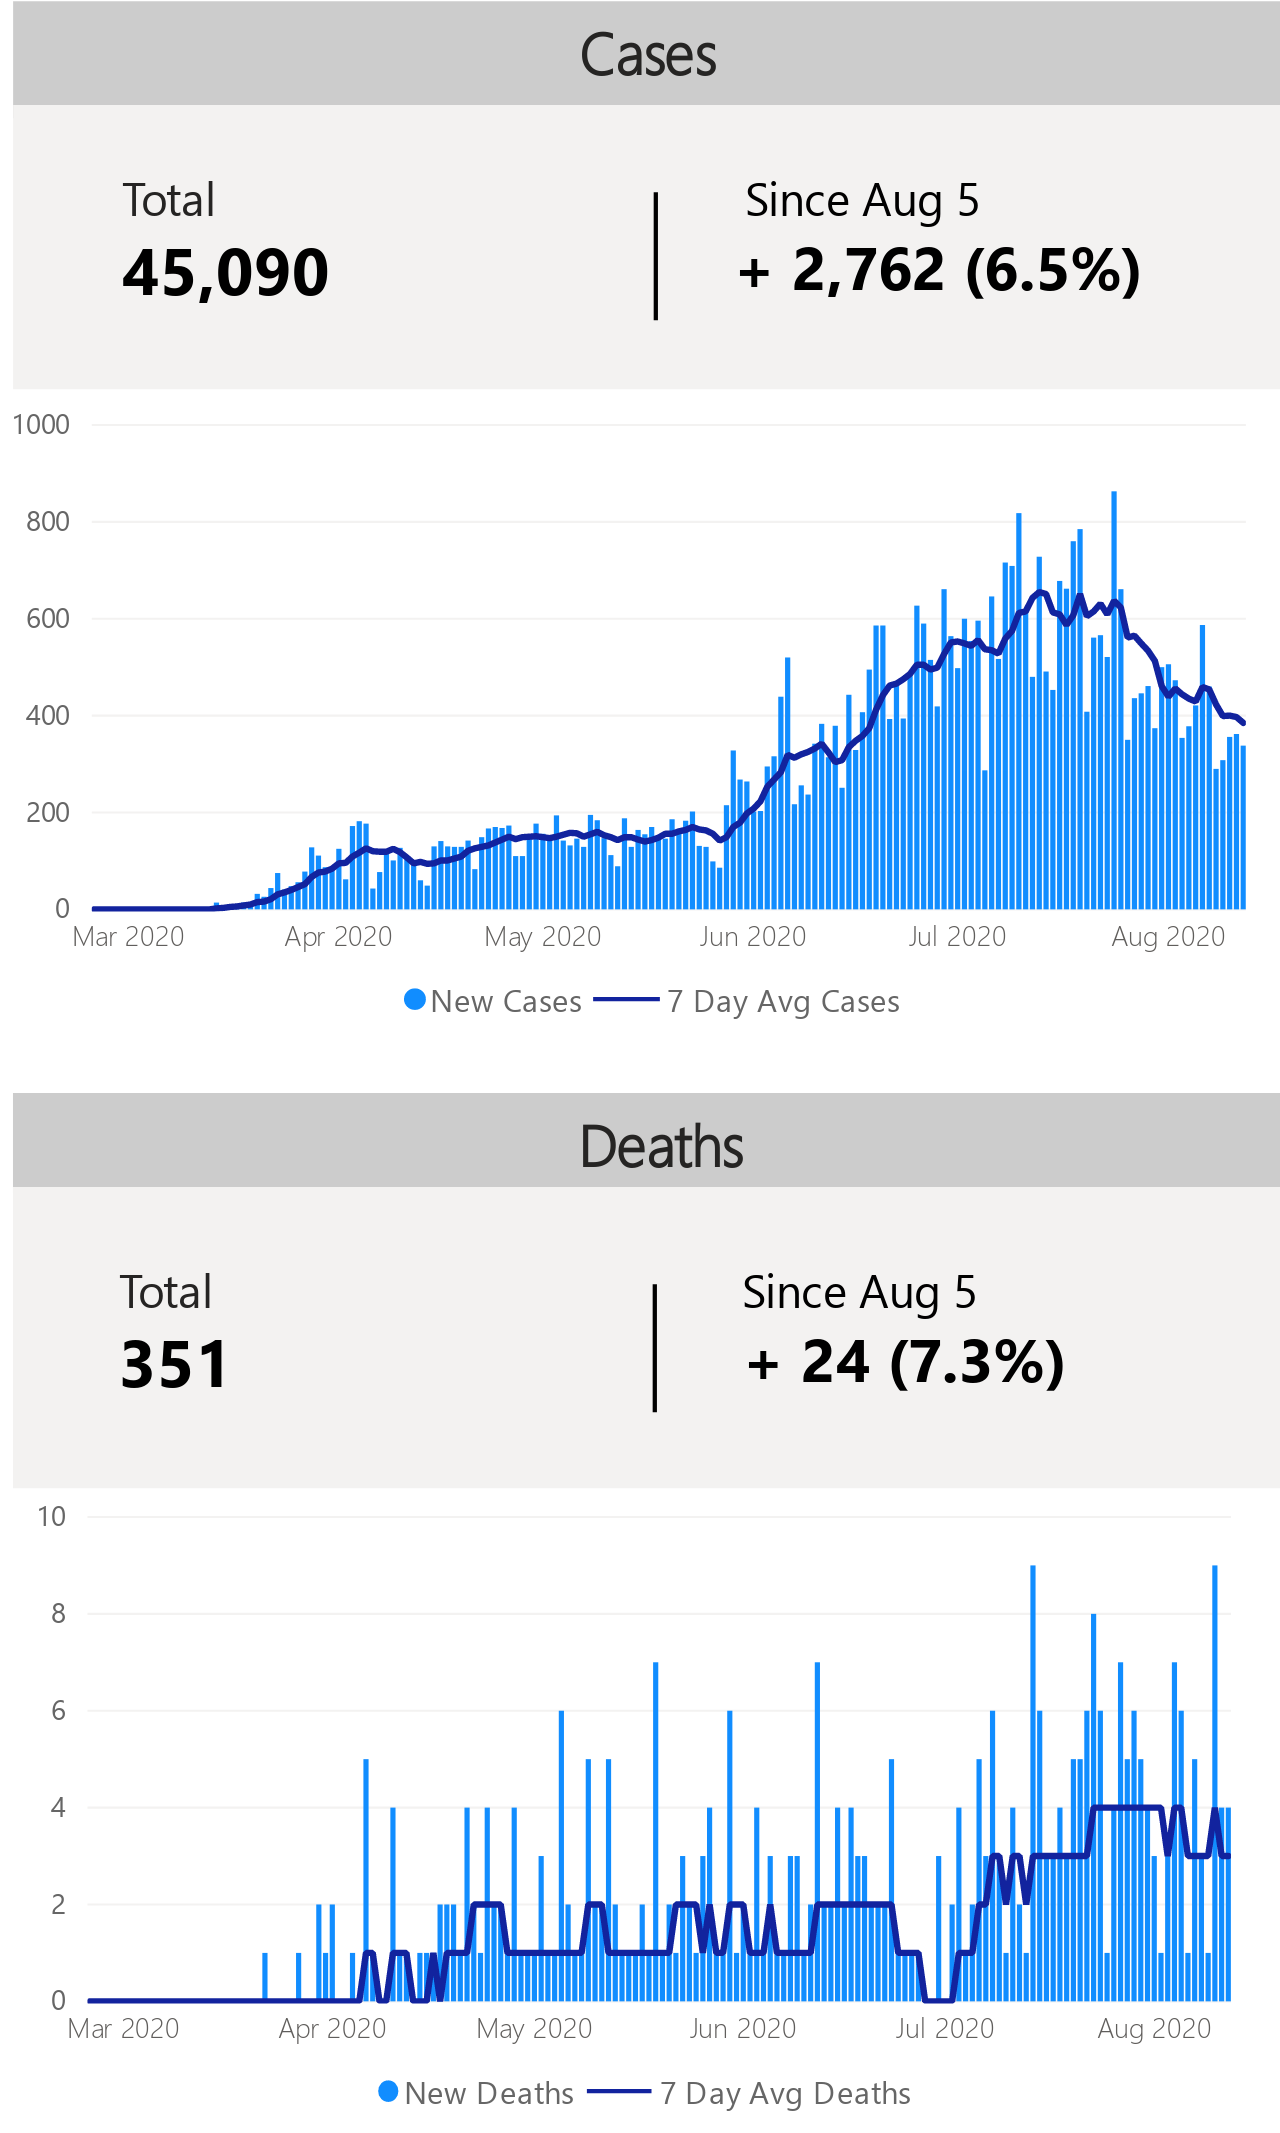 Cases
Total
45,090
Since Aug 5
+ 2,762 (6.5%)
1000
800
600
400
200
0
Mar 2020 Apr 2020 May 2020 Jun 2020 Jul 2020 Aug 2020
New Cases 7 Day Avg Cases
Deaths
Total
351
Since Aug 5
+ 24 (7.3%)
10
8
6
4
2
0
Mar 2020 Apr 2020 May 2020 Jun 2020 Jul 2020 Aug 2020
New Deaths 7 Day Avg Deaths